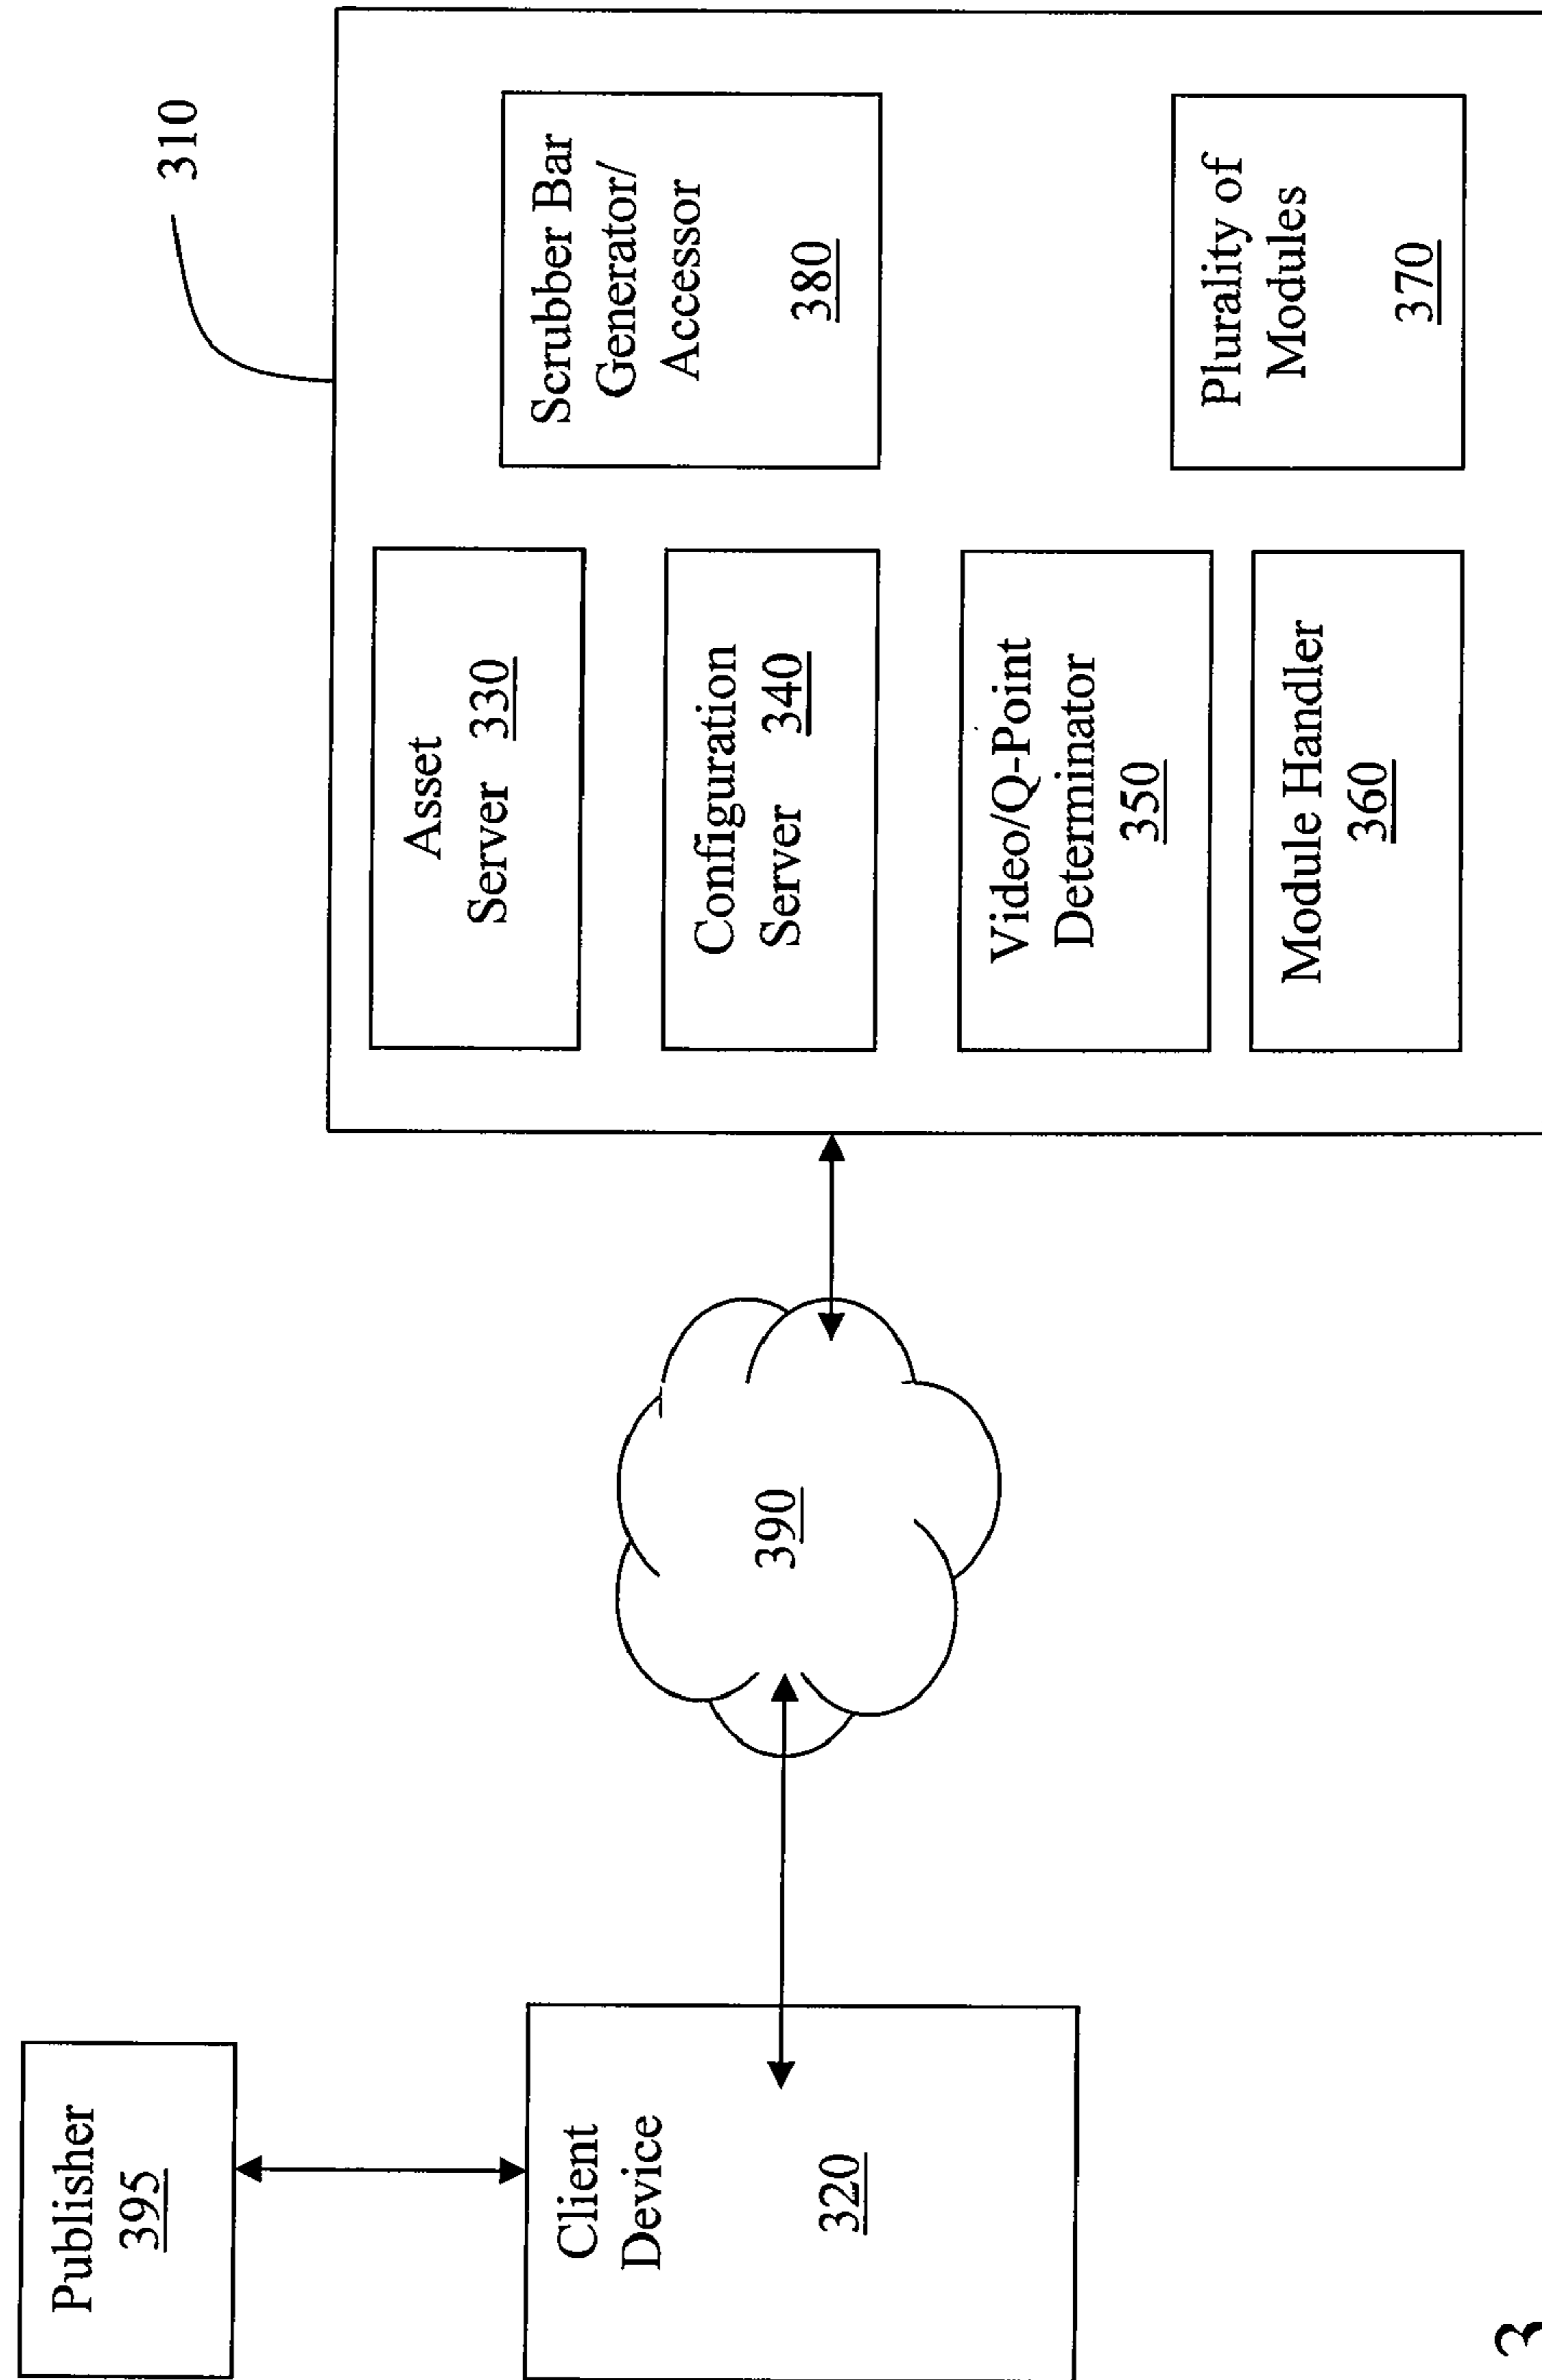 310
Publisher
395
Client
Device
320
390
Asset
Server 330
Configuration
Server 340
Video/Q-Point
Determinator
350
Module Handler
360
Scrubber Bar
Generator/
Accessor
380
Plurality of
Modules
370
3